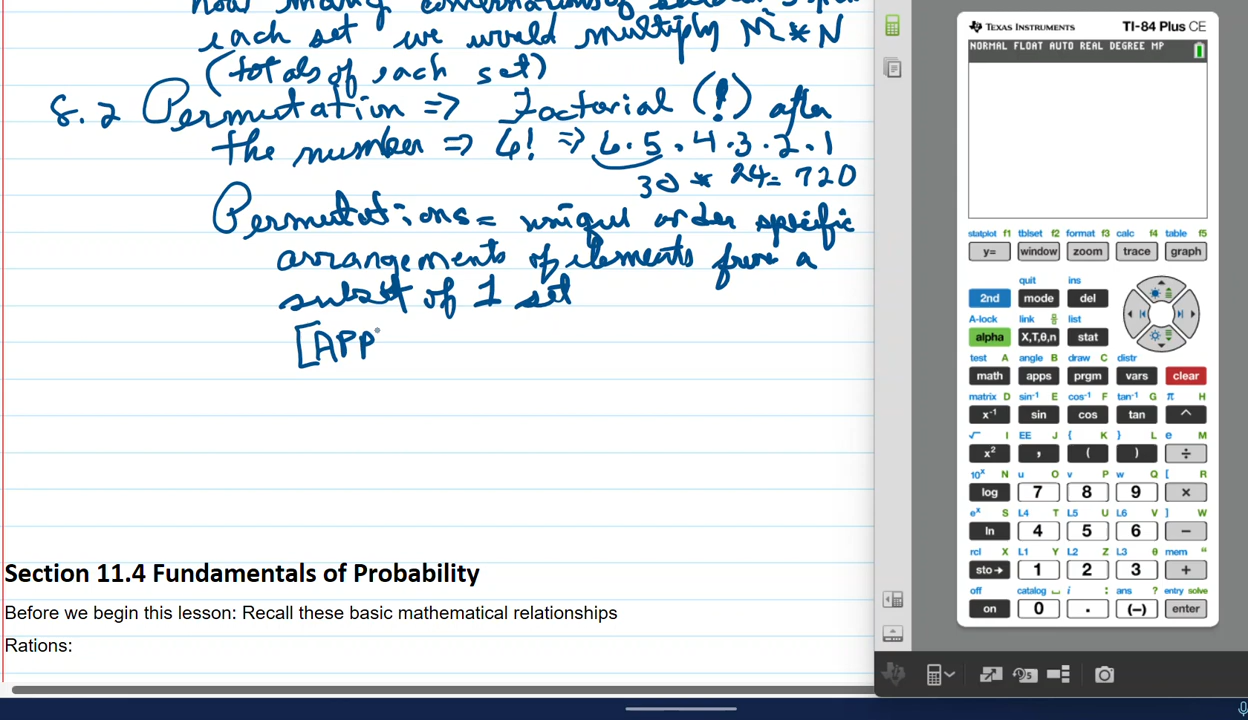 how many combinations of
each set we would multiply M * N
(totals of each set)
8.2 Permutation => Factorial (!) after
the number => 6! => 6.5.4.3.2.1
30 * 24= 720
Permutations = unique order specific
arrangements of elements from a
subset of 1 set
[APP
Section 11.4 Fundamentals of Probability
Before we begin this lesson: Recall these basic mathematical relationships
Rations:
TEXAS INSTRUMENTS TI-84 Plus CE
NORMAL FLOAT AUTO REAL DEGREE MP
statplot f1 tblset f2 format f3 calc f4 table f5
y= window zoom trace graph
quit ins
2nd mode del
A-lock link list
alpha X,T,θ,n stat
test A angle B draw C distr
math apps prgm vars clear
matrix D sin⁻¹ E cos⁻¹ F tan⁻¹ G π H
x⁻¹ sin cos tan ^
√ I EE J { K } L e M
x² , ( ) ÷
10ˣ N u O v P w Q [ R
log 7 8 9 ×
eˣ S L4 T L5 U L6 V ] W
ln 4 5 6 −
rcl X L1 Y L2 Z L3 θ mem "
sto→ 1 2 3 +
off catalog i : ans ? entry solve
on 0 . (−) enter